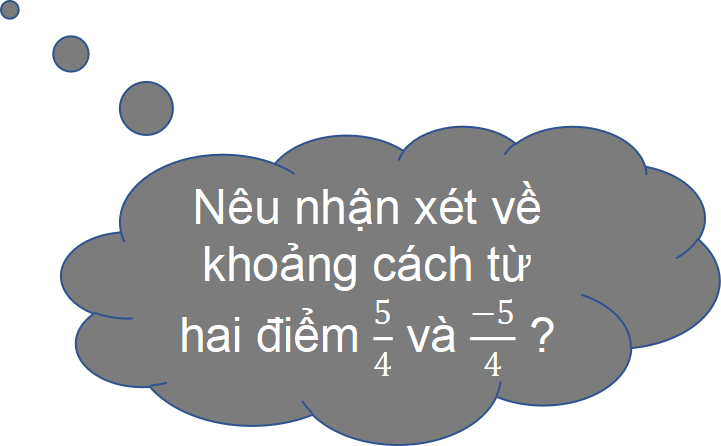 Nêu nhận xét về
khoảng cách từ
hai điểm 5/4 và −5/4 ?